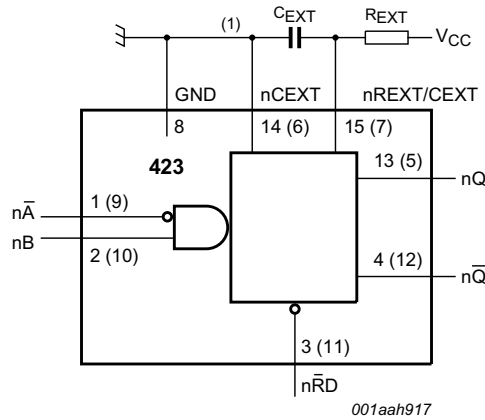 (1)
CEXT
REXT
VCC
GND
nCEXT
nREXT/CEXT
8
14 (6)
15 (7)
423
13 (5)
nQ
nA̅
1 (9)
nB
2 (10)
4 (12)
nQ̅
3 (11)
nR̅D
001aah917